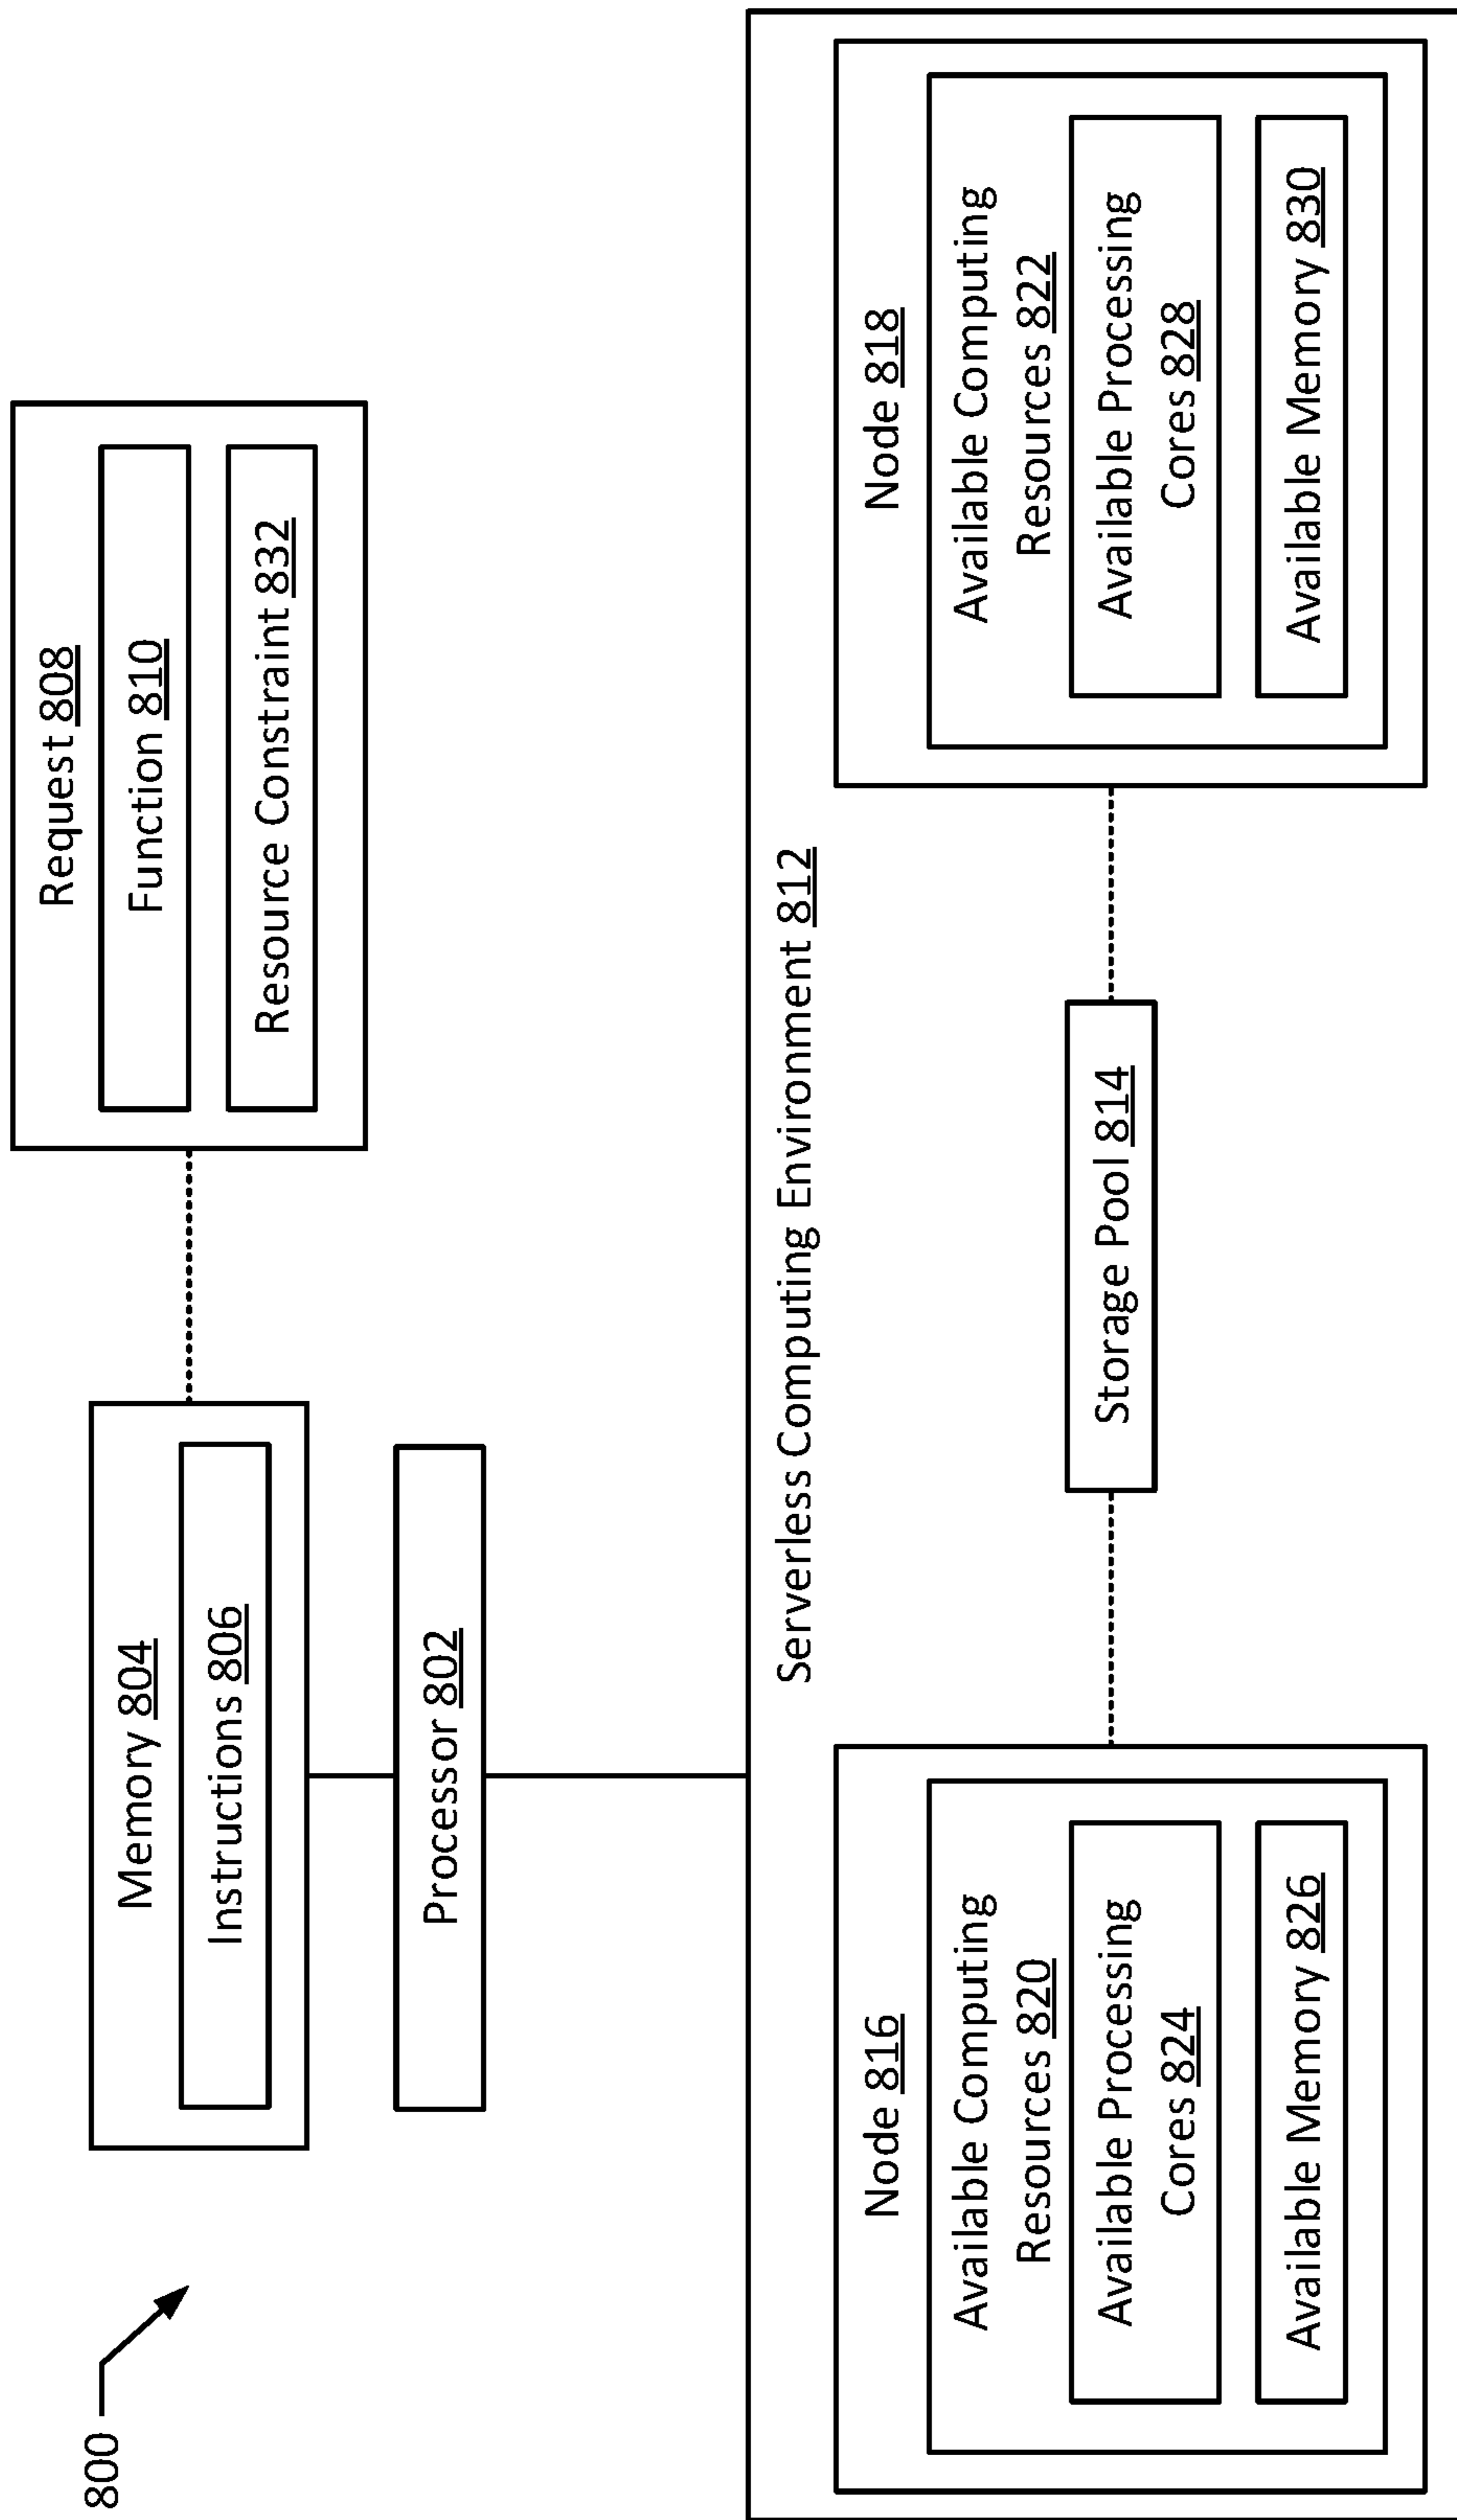 800
Memory 804
Instructions 806
Processor 802
Request 808
Function 810
Resource Constraint 832
Serverless Computing Environment 812
Node 816
Available Computing
Resources 820
Available Processing
Cores 824
Available Memory 826
Storage Pool 814
Node 818
Available Computing
Resources 822
Available Processing
Cores 828
Available Memory 830